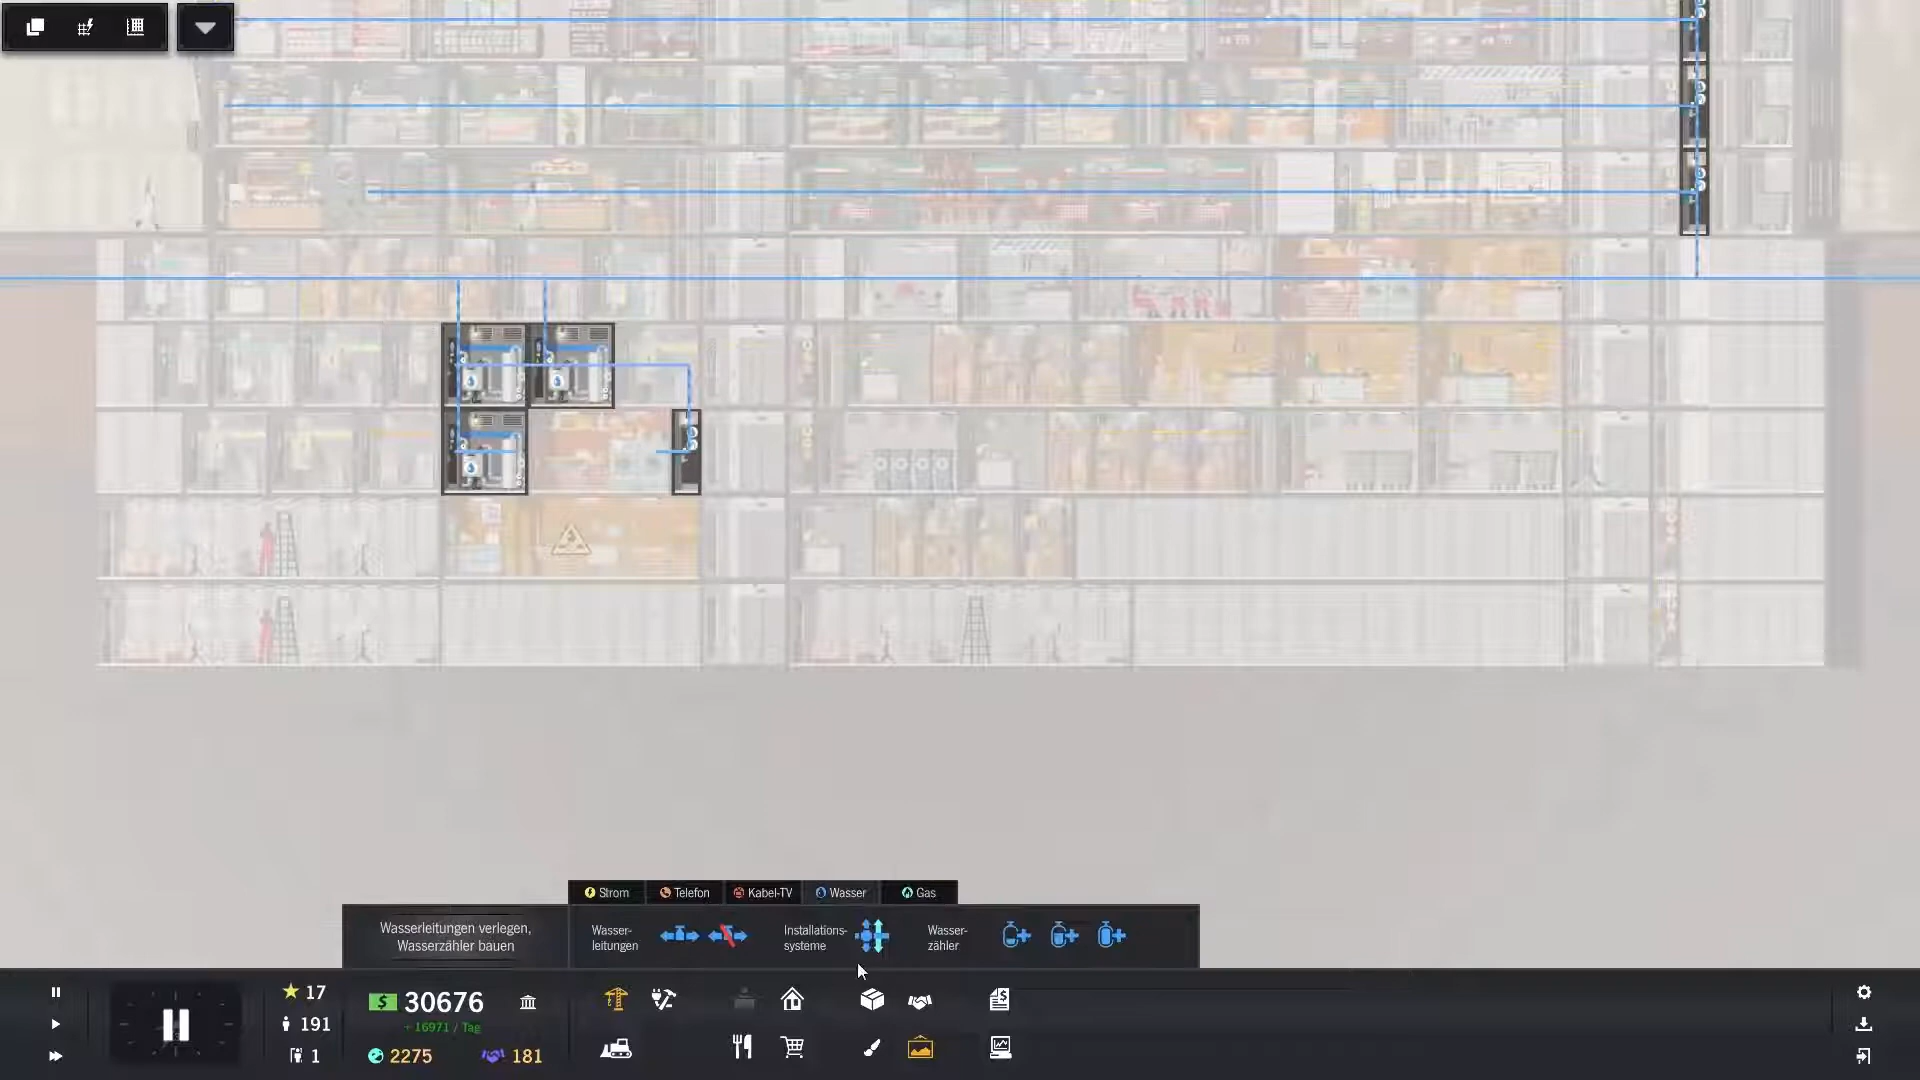 Strom Telefon Kabel-TV Wasser Gas
Wasserleitungen verlegen,
Wasserzähler bauen
Wasser-
leitungen
Installations-
systeme
Wasser-
zähler
17
191
1
$ 30676
+ 16971 / Tag
2275
181